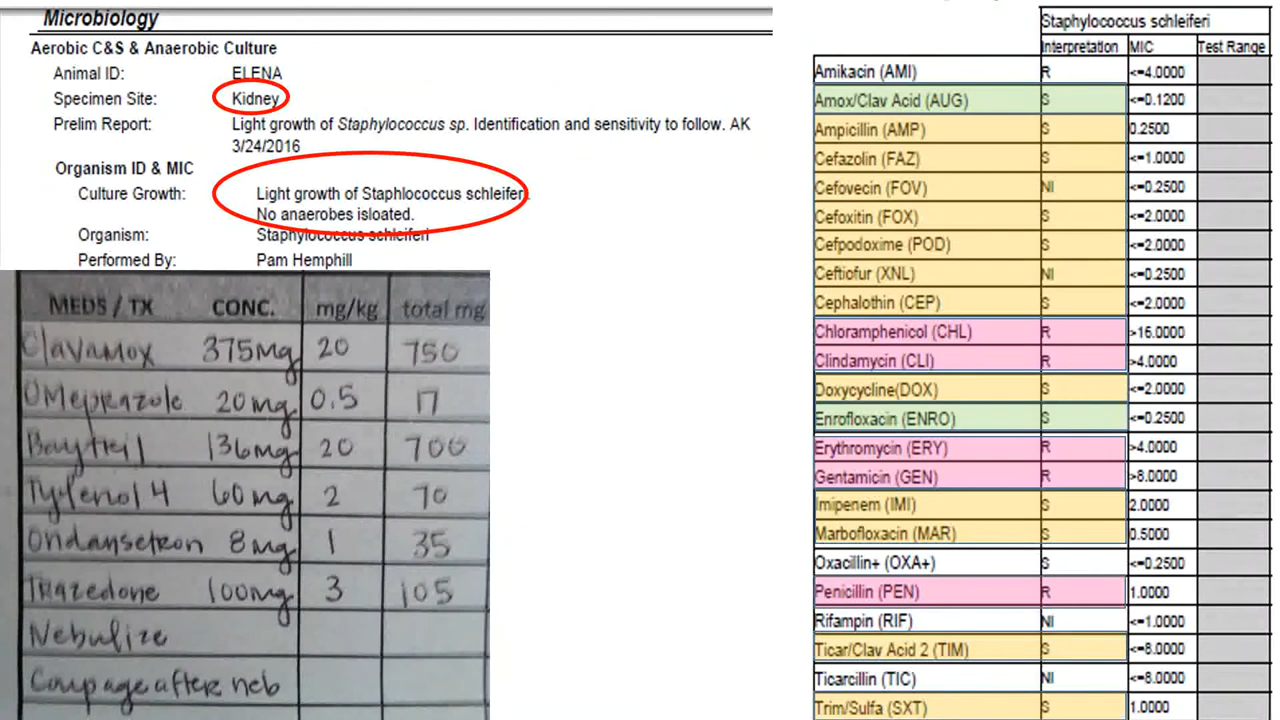 Microbiology
Aerobic C&S & Anaerobic Culture
Animal ID: ELENA
Specimen Site: Kidney
Prelim Report: Light growth of Staphylococcus sp. Identification and sensitivity to follow. AK
3/24/2016
Organism ID & MIC
Culture Growth: Light growth of Staphlococcus schleiferi
No anaerobes isloated.
Organism: Staphylococcus schleiferi
Performed By: Pam Hemphill
MEDS / TX CONC. mg/kg total mg
Clavamox 375mg 20 750
Omeprazole 20mg 0.5 17
Baytril 136mg 20 700
Tylenol 4 60mg 2 70
Ondansetron 8mg 1 35
Trazedone 100mg 3 105
Nebulize
Coupage after neb
Staphylococcus schleiferi
Interpretation MIC Test Range
Amikacin (AMI) R <=4.0000
Amox/Clav Acid (AUG) S <=0.1200
Ampicillin (AMP) S 0.2500
Cefazolin (FAZ) S <=1.0000
Cefovecin (FOV) NI <=0.2500
Cefoxitin (FOX) S <=2.0000
Cefpodoxime (POD) S <=2.0000
Ceftiofur (XNL) NI <=0.2500
Cephalothin (CEP) S <=2.0000
Chloramphenicol (CHL) R >16.0000
Clindamycin (CLI) R >4.0000
Doxycycline(DOX) S <=2.0000
Enrofloxacin (ENRO) S <=0.2500
Erythromycin (ERY) R >4.0000
Gentamicin (GEN) R >8.0000
Imipenem (IMI) S 2.0000
Marbofloxacin (MAR) S 0.5000
Oxacillin+ (OXA+) S <=0.2500
Penicillin (PEN) R 1.0000
Rifampin (RIF) NI <=1.0000
Ticar/Clav Acid 2 (TIM) S <=8.0000
Ticarcillin (TIC) NI <=8.0000
Trim/Sulfa (SXT) S 1.0000